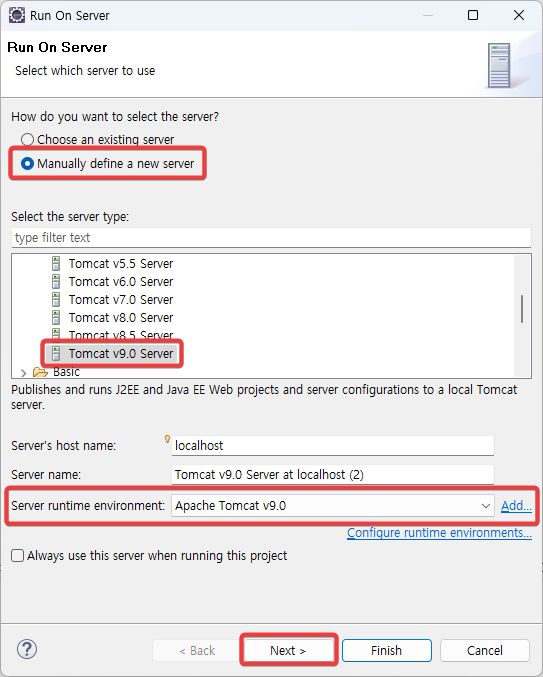 Run On Server
Run On Server
Select which server to use
How do you want to select the server?
Choose an existing server
Manually define a new server
Select the server type:
type filter text
Tomcat v5.5 Server
Tomcat v6.0 Server
Tomcat v7.0 Server
Tomcat v8.0 Server
Tomcat v8.5 Server
Tomcat v9.0 Server
Basic
Publishes and runs J2EE and Java EE Web projects and server configurations to a local Tomcat
server.
Server's host name: localhost
Server name: Tomcat v9.0 Server at localhost (2)
Server runtime environment: Apache Tomcat v9.0 Add...
Configure runtime environments...
Always use this server when running this project
? < Back Next > Finish Cancel